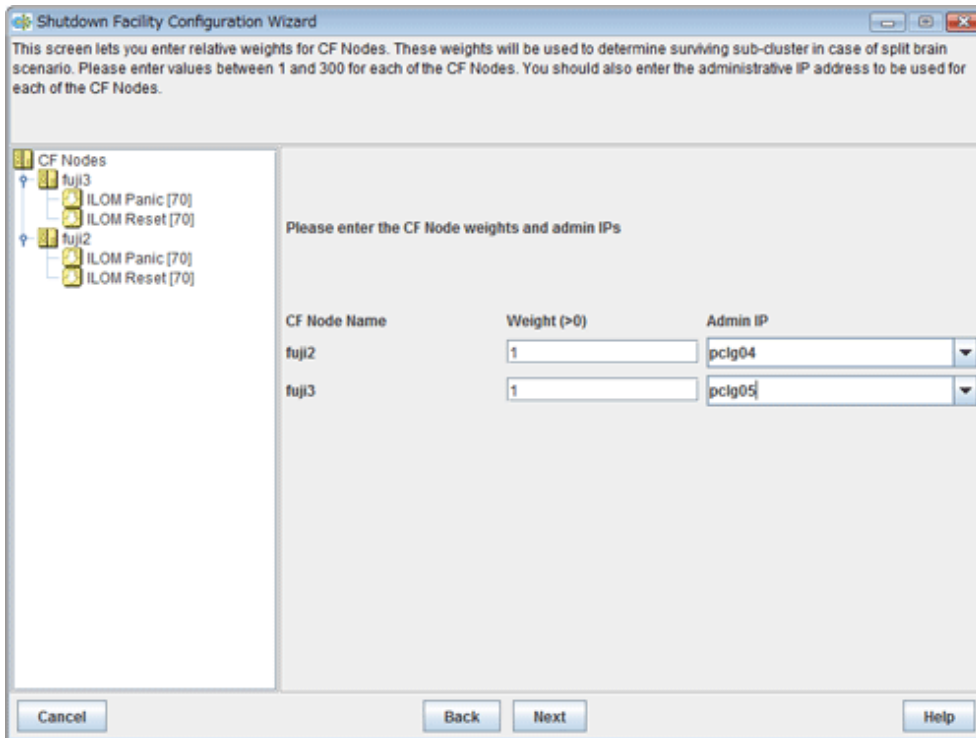 Shutdown Facility Configuration Wizard
This screen lets you enter relative weights for CF Nodes. These weights will be used to determine surviving sub-cluster in case of split brain
scenario. Please enter values between 1 and 300 for each of the CF Nodes. You should also enter the administrative IP address to be used for
each of the CF Nodes.
CF Nodes
fuji3
ILOM Panic [70]
ILOM Reset [70]
fuji2
ILOM Panic [70]
ILOM Reset [70]
Please enter the CF Node weights and admin IPs
CF Node Name Weight (>0) Admin IP
fuji2 1 pclg04
fuji3 1 pclg05
Cancel Back Next Help